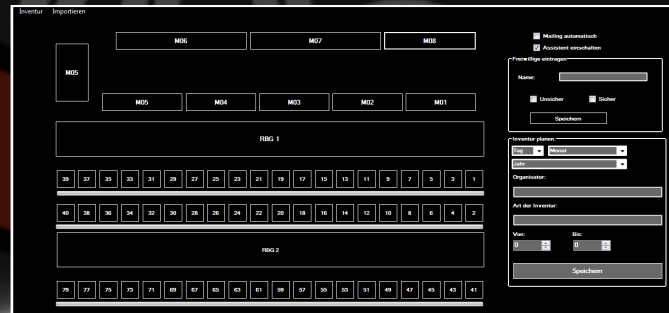 Inventur Importieren
M06 M07 M08
M05
M05 M04 M03 M02 M01
RBG 1
39 37 35 33 31 29 27 25 23 21 19 17 15 13 11 9 7 5 3 1
40 38 36 34 32 30 28 26 24 22 20 18 16 14 12 10 8 6 4 2
RBG 2
79 77 75 73 71 69 67 65 63 61 59 57 55 53 51 49 47 45 43 41
Mailing automatisch
Assistent einschalten
Freiwillige eintragen
Name:
Unsicher Sicher
Speichern
Inventur planen.
Tag Monat
Jahr
Organisator:
Art der Inventur:
Von: Bis:
0 0
Speichern